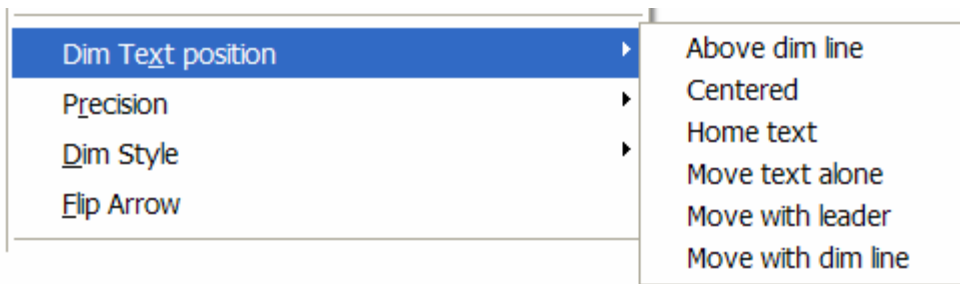 Dim Text position
Precision
Dim Style
Flip Arrow
Above dim line
Centered
Home text
Move text alone
Move with leader
Move with dim line